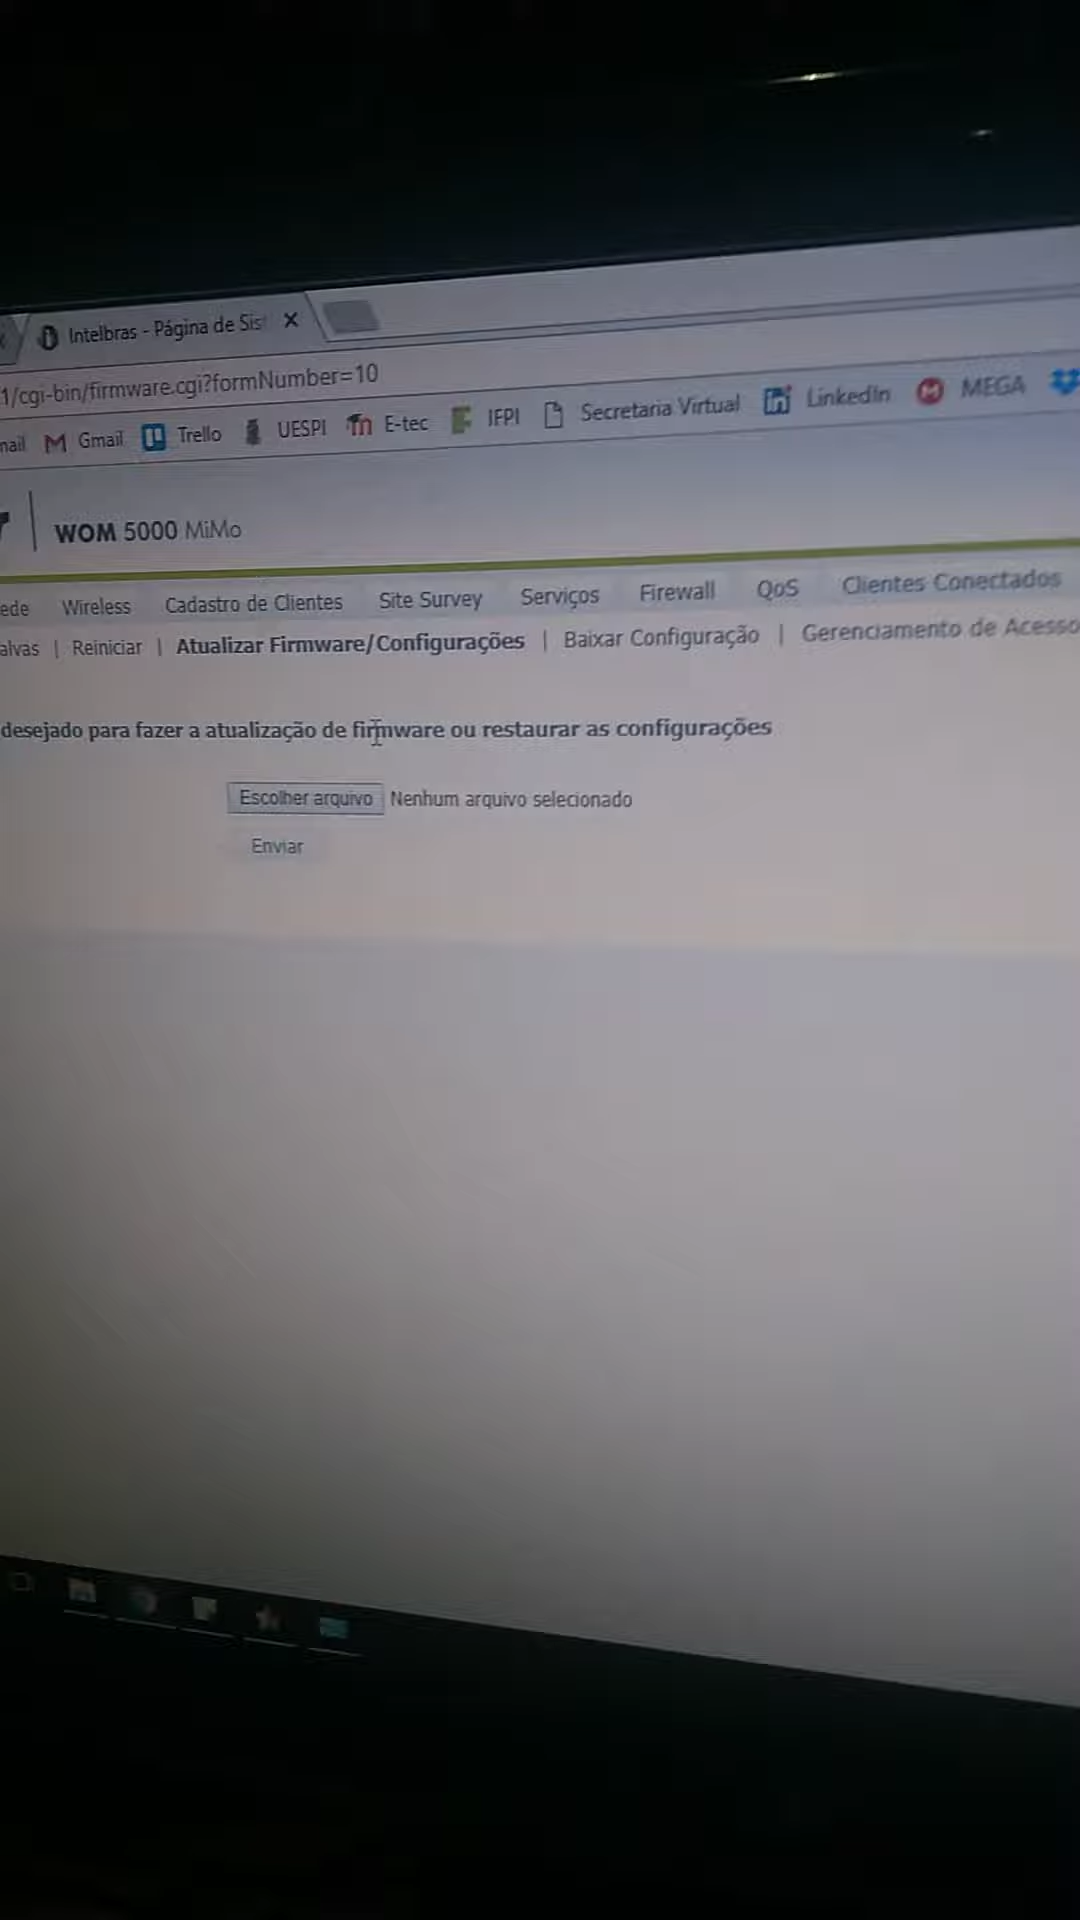 Intelbras - Página de Sis
1/cgi-bin/firmware.cgi?formNumber=10
mail Gmail Trello UESPI E-tec IFPI Secretaria Virtual LinkedIn MEGA
WOM 5000 MiMo
ede Wireless Cadastro de Clientes Site Survey Serviços Firewall QoS Clientes Conectados
alvas | Reiniciar | Atualizar Firmware/Configurações | Baixar Configuração | Gerenciamento de Acesso
desejado para fazer a atualização de firmware ou restaurar as configurações
Escolher arquivo Nenhum arquivo selecionado
Enviar